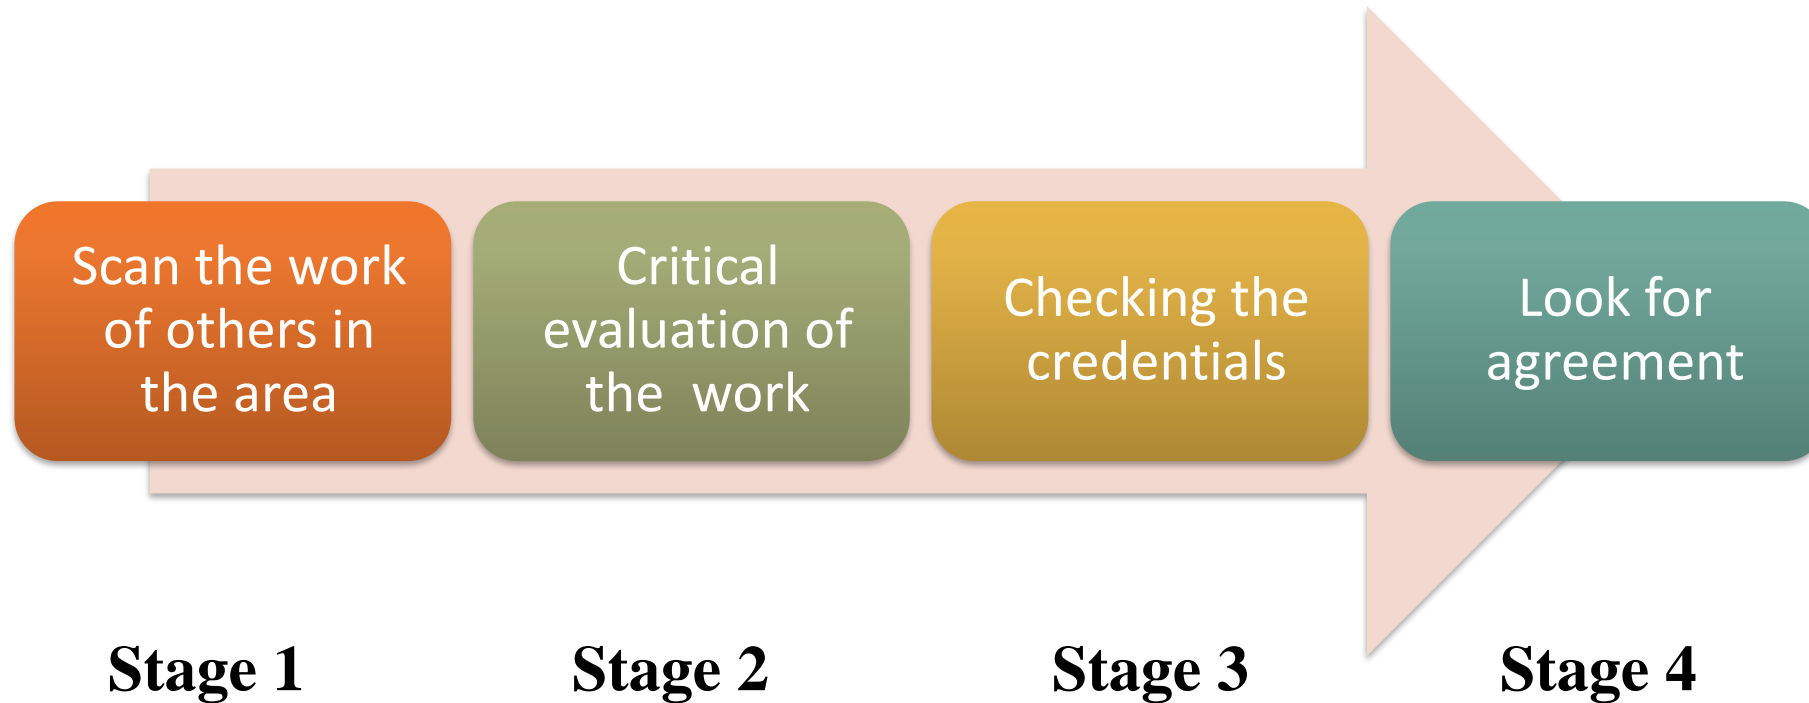 Scan the work
of others in
the area
Critical
evaluation of
the  work
Checking the
credentials
Look for
agreement
Stage 1
Stage 2
Stage 3
Stage 4